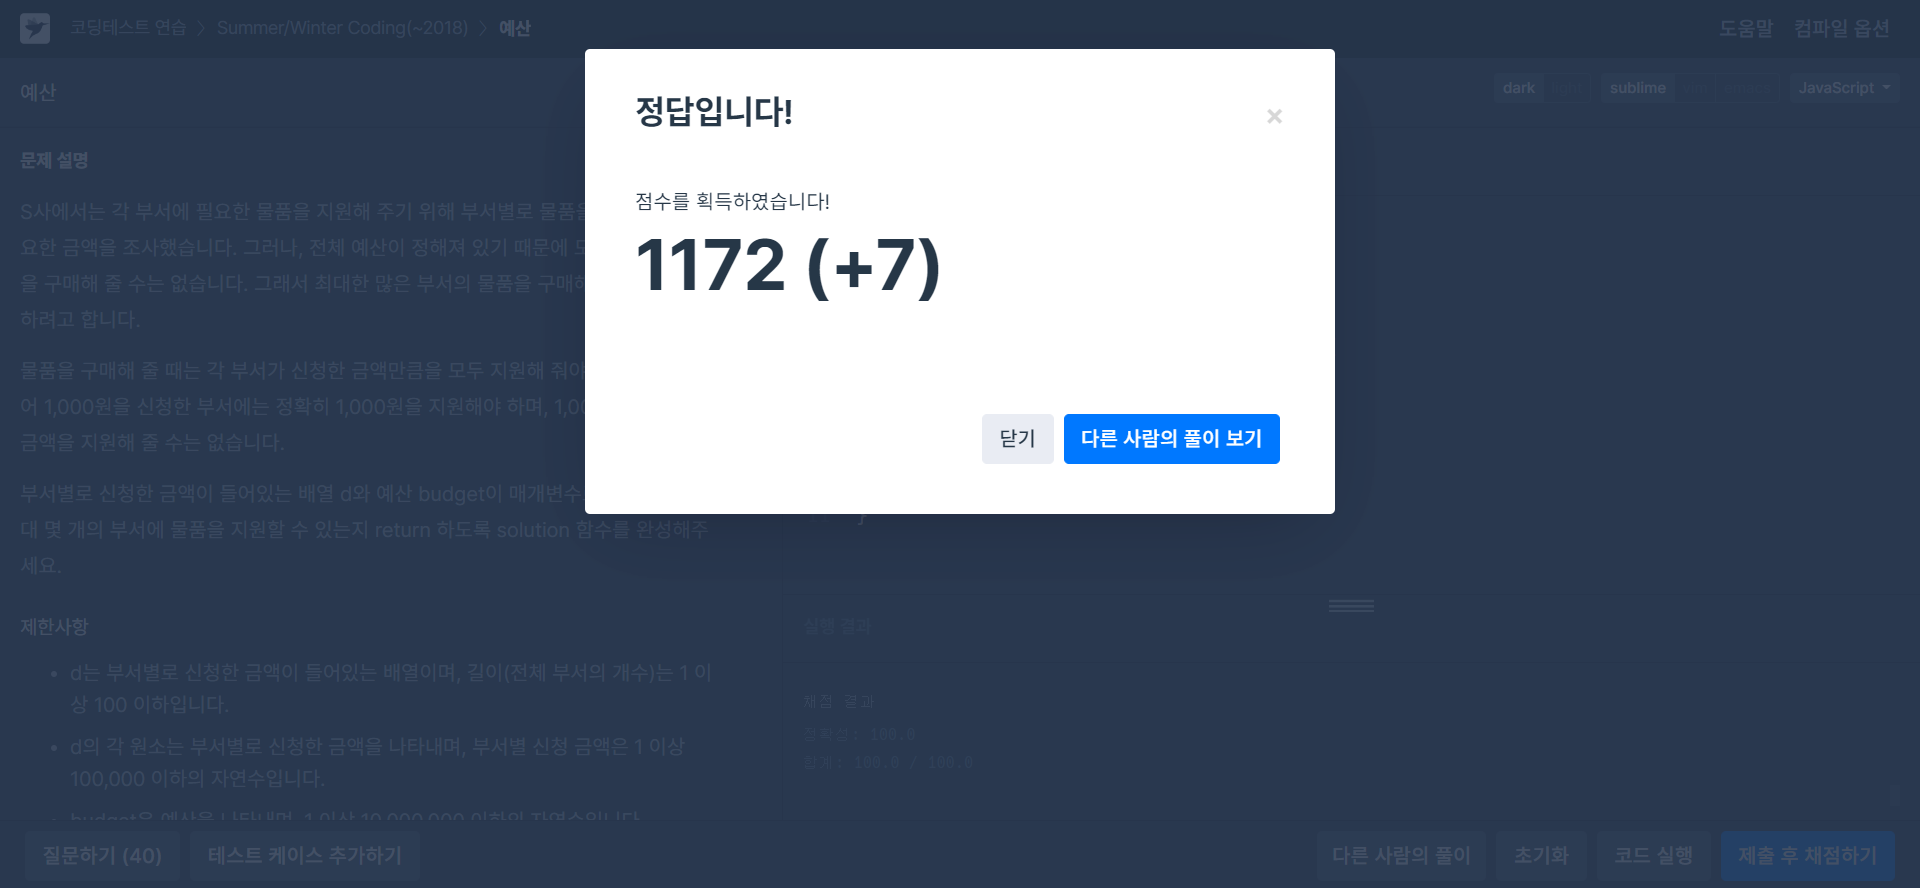 코딩테스트 연습 > Summer/Winter Coding(~2018) > 예산
도움말 컴파일 옵션
예산
dark light sublime vim emacs JavaScript
문제 설명
S사에서는 각 부서에 필요한 물품을 지원해 주기 위해 부서별로 물품을
요한 금액을 조사했습니다. 그러나, 전체 예산이 정해져 있기 때문에 모
을 구매해 줄 수는 없습니다. 그래서 최대한 많은 부서의 물품을 구매해
하려고 합니다.
물품을 구매해 줄 때는 각 부서가 신청한 금액만큼을 모두 지원해 줘야
어 1,000원을 신청한 부서에는 정확히 1,000원을 지원해야 하며, 1,00
금액을 지원해 줄 수는 없습니다.
부서별로 신청한 금액이 들어있는 배열 d와 예산 budget이 매개변수
대 몇 개의 부서에 물품을 지원할 수 있는지 return 하도록 solution 함수를 완성해주
세요.
제한사항
• d는 부서별로 신청한 금액이 들어있는 배열이며, 길이(전체 부서의 개수)는 1 이
상 100 이하입니다.
• d의 각 원소는 부서별로 신청한 금액을 나타내며, 부서별 신청 금액은 1 이상
100,000 이하의 자연수입니다.
• budget은 예산을 나타내며, 1 이상 10,000,000 이하의 자연수입니다.
정답입니다!
×
점수를 획득하였습니다!
1172 (+7)
닫기 다른 사람의 풀이 보기
}
실행 결과
채점 결과
정확성: 100.0
합계: 100.0 / 100.0
질문하기 (40) 테스트 케이스 추가하기
다른 사람의 풀이 초기화 코드 실행 제출 후 채점하기